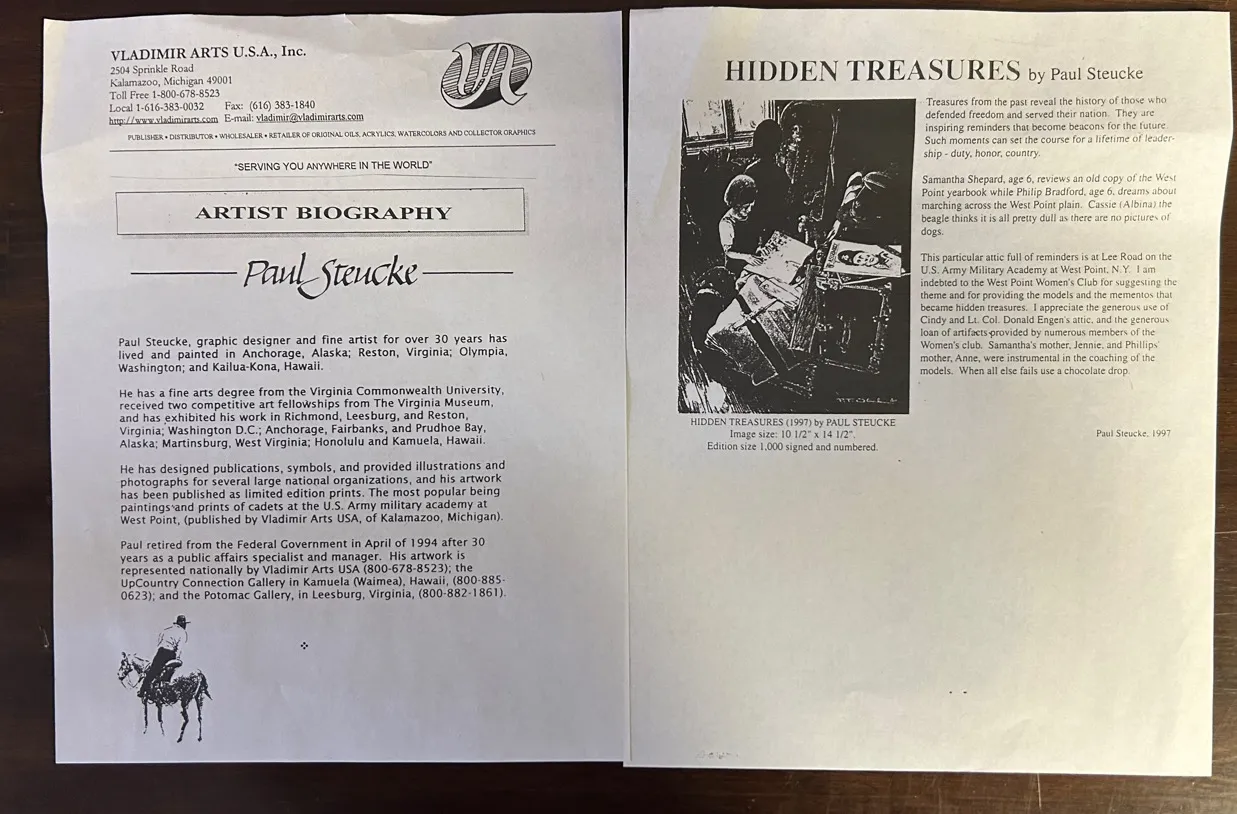 VLADIMIR ARTS U.S.A., Inc.
2504 Sprinkle Road
Kalamazoo, Michigan 49001
Toll Free 1-800-678-8523
Local 1-616-383-0032 Fax: (616) 383-1840
http://www.vladimirarts.com E-mail: vladimir@vladimirarts.com
VA
PUBLISHER • DISTRIBUTOR • WHOLESALER • RETAILER OF ORIGINAL OILS, ACRYLICS, WATERCOLORS AND COLLECTOR GRAPHICS
"SERVING YOU ANYWHERE IN THE WORLD"
ARTIST BIOGRAPHY
Paul Steucke
Paul Steucke, graphic designer and fine artist for over 30 years has
lived and painted in Anchorage, Alaska; Reston, Virginia; Olympia,
Washington; and Kailua-Kona, Hawaii.
He has a fine arts degree from the Virginia Commonwealth University,
received two competitive art fellowships from The Virginia Museum,
and has exhibited his work in Richmond, Leesburg, and Reston,
Virginia; Washington D.C.; Anchorage, Fairbanks, and Prudhoe Bay,
Alaska; Martinsburg, West Virginia; Honolulu and Kamuela, Hawaii.
He has designed publications, symbols, and provided illustrations and
photographs for several large national organizations, and his artwork
has been published as limited edition prints. The most popular being
paintings and prints of cadets at the U.S. Army military academy at
West Point, (published by Vladimir Arts USA, of Kalamazoo, Michigan).
Paul retired from the Federal Government in April of 1994 after 30
years as a public affairs specialist and manager. His artwork is
represented nationally by Vladimir Arts USA (800-678-8523); the
UpCountry Connection Gallery in Kamuela (Waimea), Hawaii, (800-885-
0623); and the Potomac Gallery, in Leesburg, Virginia, (800-882-1861).
HIDDEN TREASURES by Paul Steucke
Treasures from the past reveal the history of those who
defended freedom and served their nation. They are
inspiring reminders that become beacons for the future.
Such moments can set the course for a lifetime of leader-
ship - duty, honor, country.
Samantha Shepard, age 6, reviews an old copy of the West
Point yearbook while Philip Bradford, age 6, dreams about
marching across the West Point plain. Cassie (Albina) the
beagle thinks it is all pretty dull as there are no pictures of
dogs.
This particular attic full of reminders is at Lee Road on the
U.S. Army Military Academy at West Point, N.Y. I am
indebted to the West Point Women's Club for suggesting the
theme and for providing the models and the mementos that
became hidden treasures. I appreciate the generous use of
Cindy and Lt. Col. Donald Engen's attic, and the generous
loan of artifacts provided by numerous members of the
Women's club. Samantha's mother, Jennie, and Phillips'
mother, Anne, were instrumental in the coaching of the
models. When all else fails use a chocolate drop.
Paul Steucke, 1997
HIDDEN TREASURES (1997) by PAUL STEUCKE
Image size: 10 1/2" x 14 1/2".
Edition size 1,000 signed and numbered.